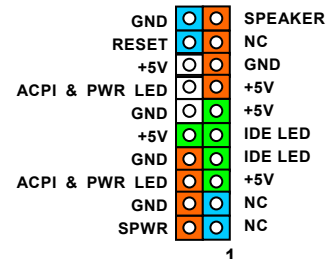 GND SPEAKER
RESET NC
+5V GND
ACPI & PWR LED +5V
GND +5V
+5V IDE LED
GND IDE LED
ACPI & PWR LED +5V
GND NC
SPWR NC
1